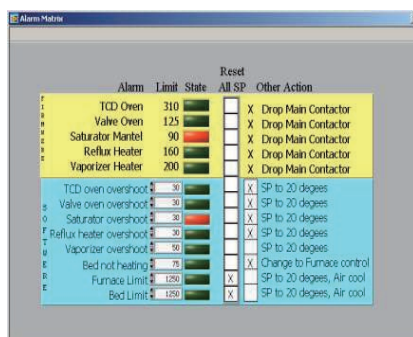 Alarm Matrix
Reset
Alarm Limit State All SP Other Action
FIRMWARE
TCD Oven 310 X Drop Main Contactor
Valve Oven 125 X Drop Main Contactor
Saturator Mantel 90 X Drop Main Contactor
Reflux Heater 160 X Drop Main Contactor
Vaporizer Heater 200 X Drop Main Contactor
SOFTWARE
TCD oven overshoot 30 X SP to 20 degees
Valve oven overshoot 30 X SP to 20 degees
Saturator overshoot 30 X SP to 20 degees
Reflux heater overshoot 30 X SP to 20 degees
Vaporizer overshoot 50 SP to 20 degees
Bed not heating 75 X Change to Furnace control
Furnace Limit 1250 X SP to 20 degees, Air cool
Bed Limit 1250 X SP to 20 degees, Air cool